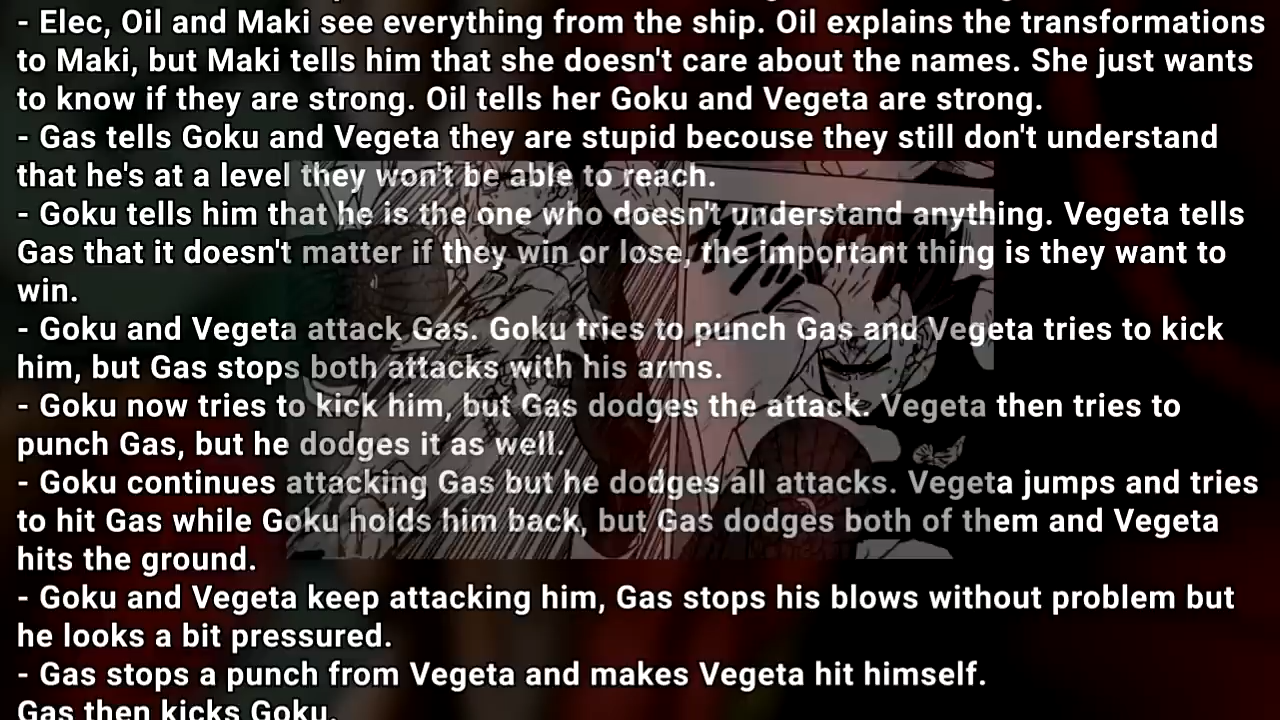 - Elec, Oil and Maki see everything from the ship. Oil explains the transformations
to Maki, but Maki tells him that she doesn't care about the names. She just wants
to know if they are strong. Oil tells her Goku and Vegeta are strong.
- Gas tells Goku and Vegeta they are stupid becouse they still don't understand
that he's at a level they won't be able to reach.
- Goku tells him that he is the one who doesn't understand anything. Vegeta tells
Gas that it doesn't matter if they win or lose, the important thing is they want to
win.
- Goku and Vegeta attack Gas. Goku tries to punch Gas and Vegeta tries to kick
him, but Gas stops both attacks with his arms.
- Goku now tries to kick him, but Gas dodges the attack. Vegeta then tries to
punch Gas, but he dodges it as well.
- Goku continues attacking Gas but he dodges all attacks. Vegeta jumps and tries
to hit Gas while Goku holds him back, but Gas dodges both of them and Vegeta
hits the ground.
- Goku and Vegeta keep attacking him, Gas stops his blows without problem but
he looks a bit pressured.
- Gas stops a punch from Vegeta and makes Vegeta hit himself.
Gas then kicks Goku.